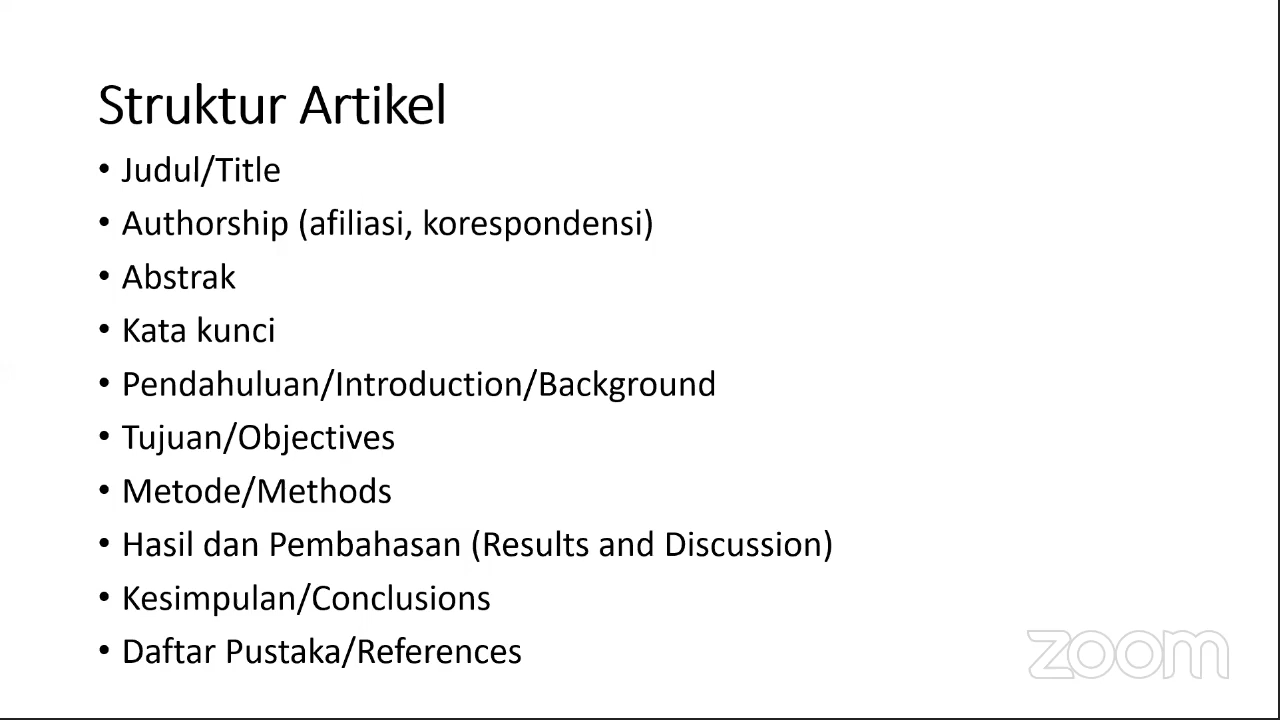 Struktur Artikel
• Judul/Title
• Authorship (afiliasi, korespondensi)
• Abstrak
• Kata kunci
• Pendahuluan/Introduction/Background
• Tujuan/Objectives
• Metode/Methods
• Hasil dan Pembahasan (Results and Discussion)
• Kesimpulan/Conclusions
• Daftar Pustaka/References
zoom